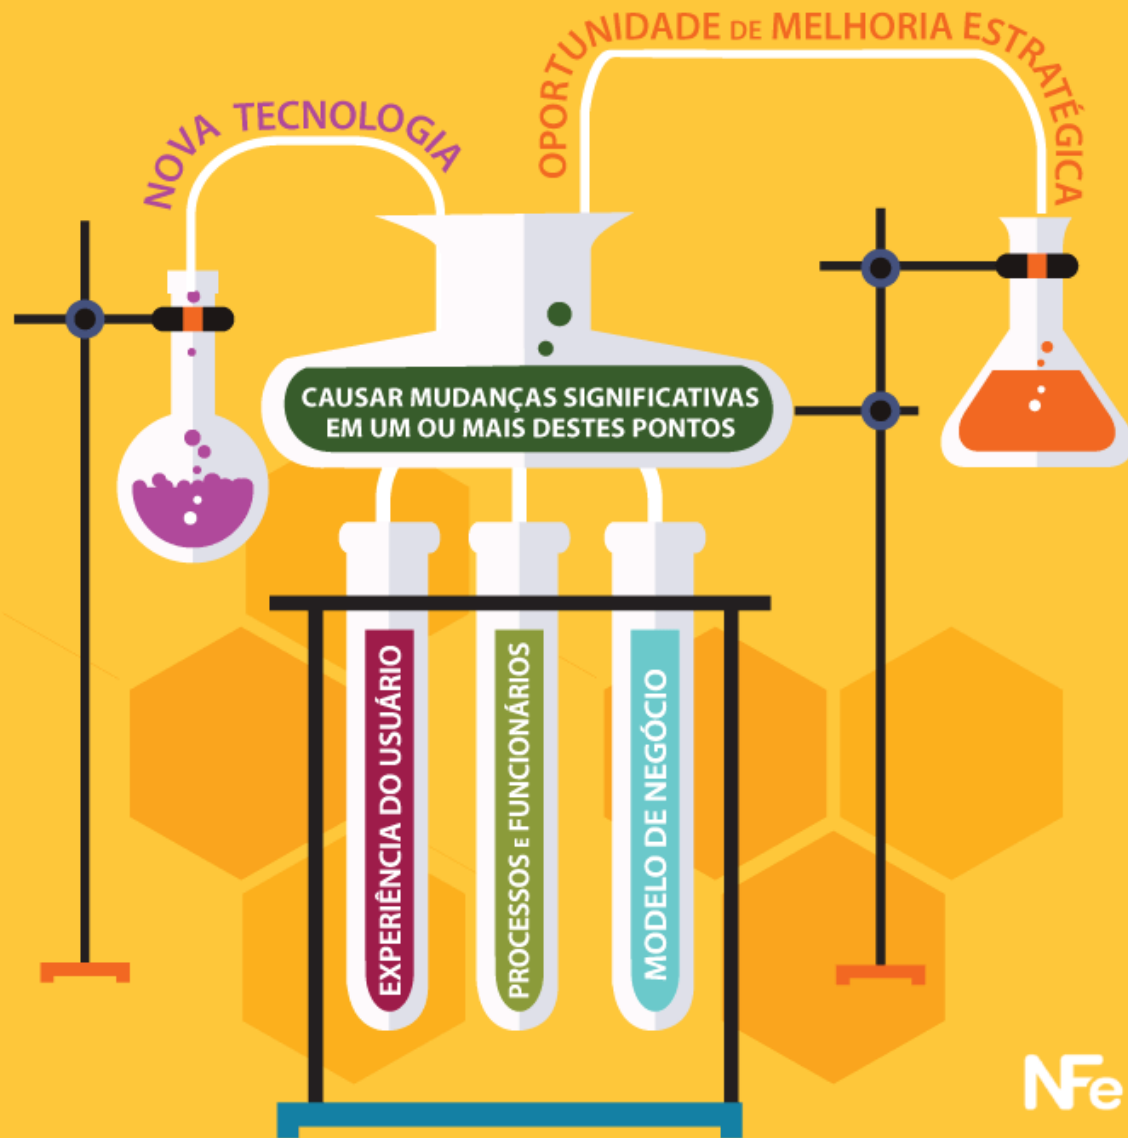 OPORTUNIDADE DE MELHORIA ESTRATÉGICA
NOVA TECNOLOGIA
CAUSAR MUDANÇAS SIGNIFICATIVAS
EM UM OU MAIS DESTES PONTOS
EXPERIÊNCIA DO USUÁRIO
PROCESSOS E FUNCIONÁRIOS
MODELO DE NEGÓCIO
NFe